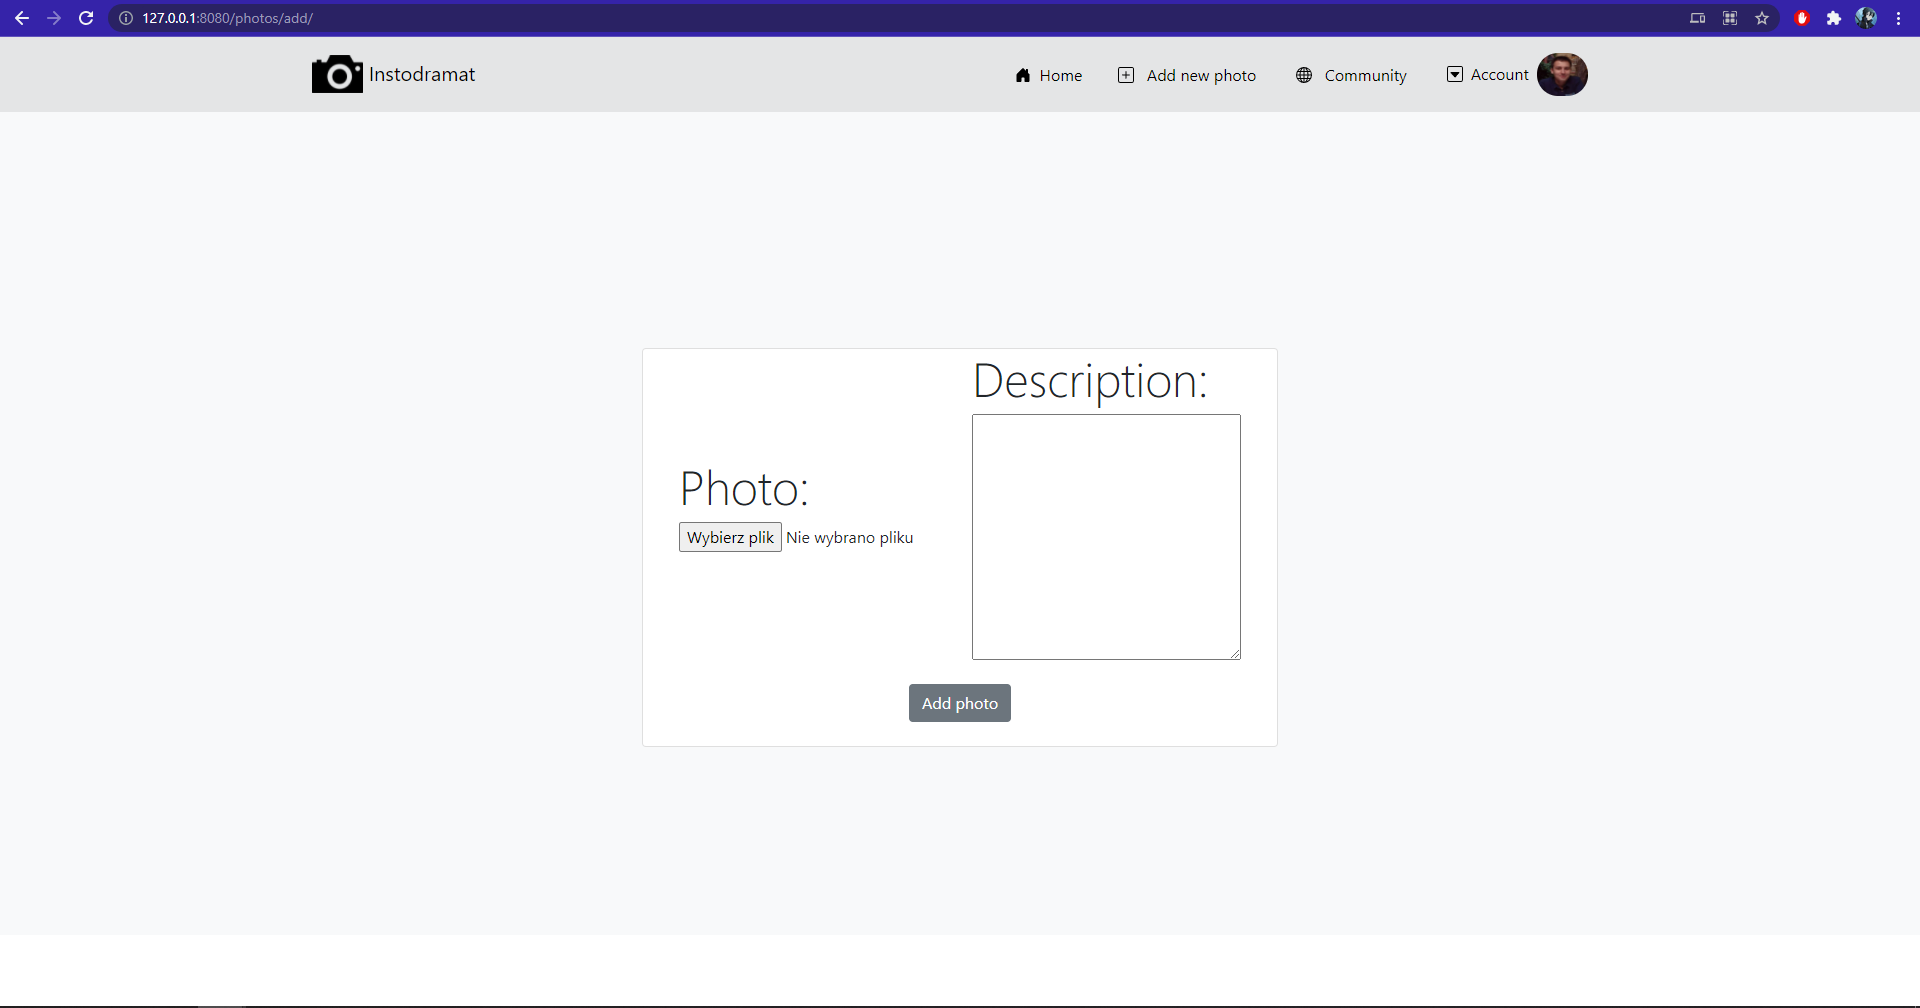 127.0.0.1:8080/photos/add/
Instodramat
Home
Add new photo
Community
Account
Description:
Photo:
Wybierz plik Nie wybrano pliku
Add photo